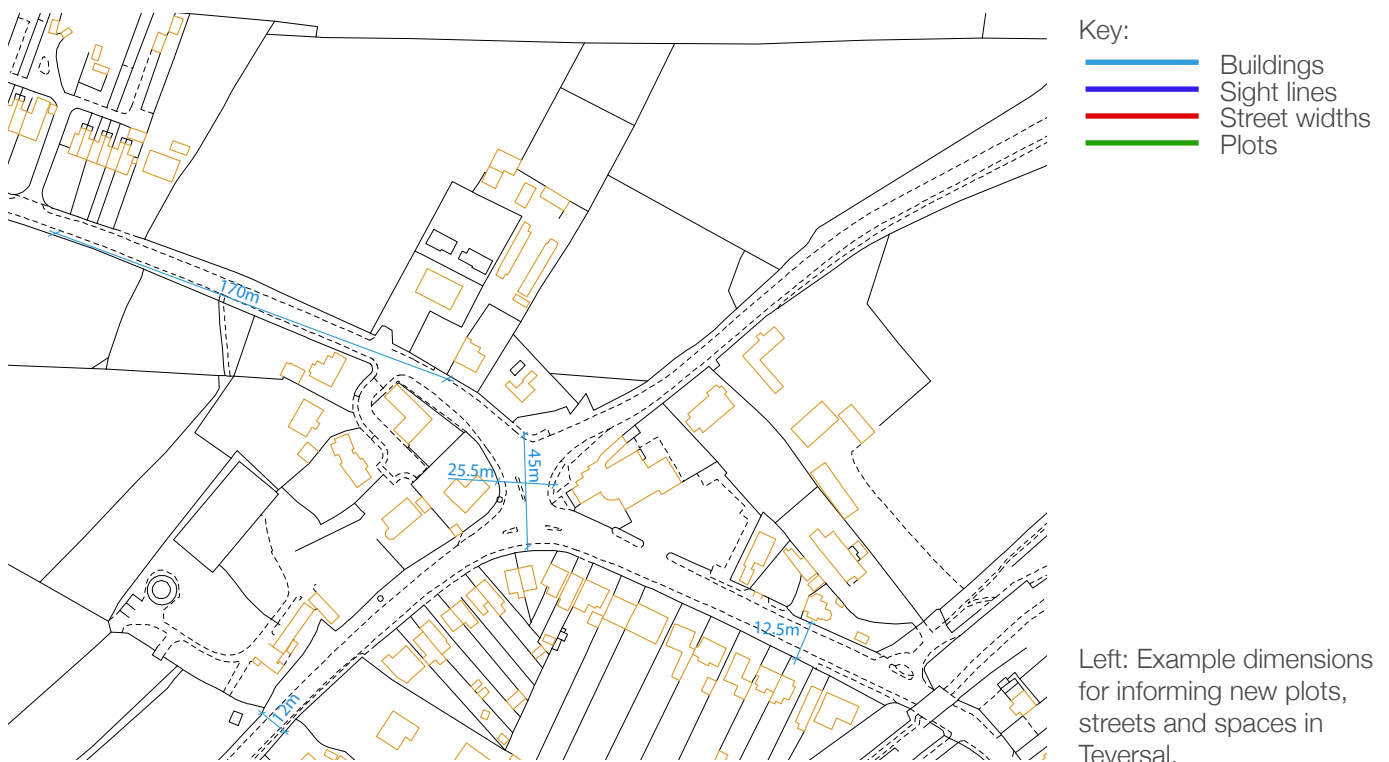 Key:
Buildings
Sight lines
Street widths
Plots
170m
45m
25.5m
12.5m
12m
Left: Example dimensions
for informing new plots,
streets and spaces in
Teversal.